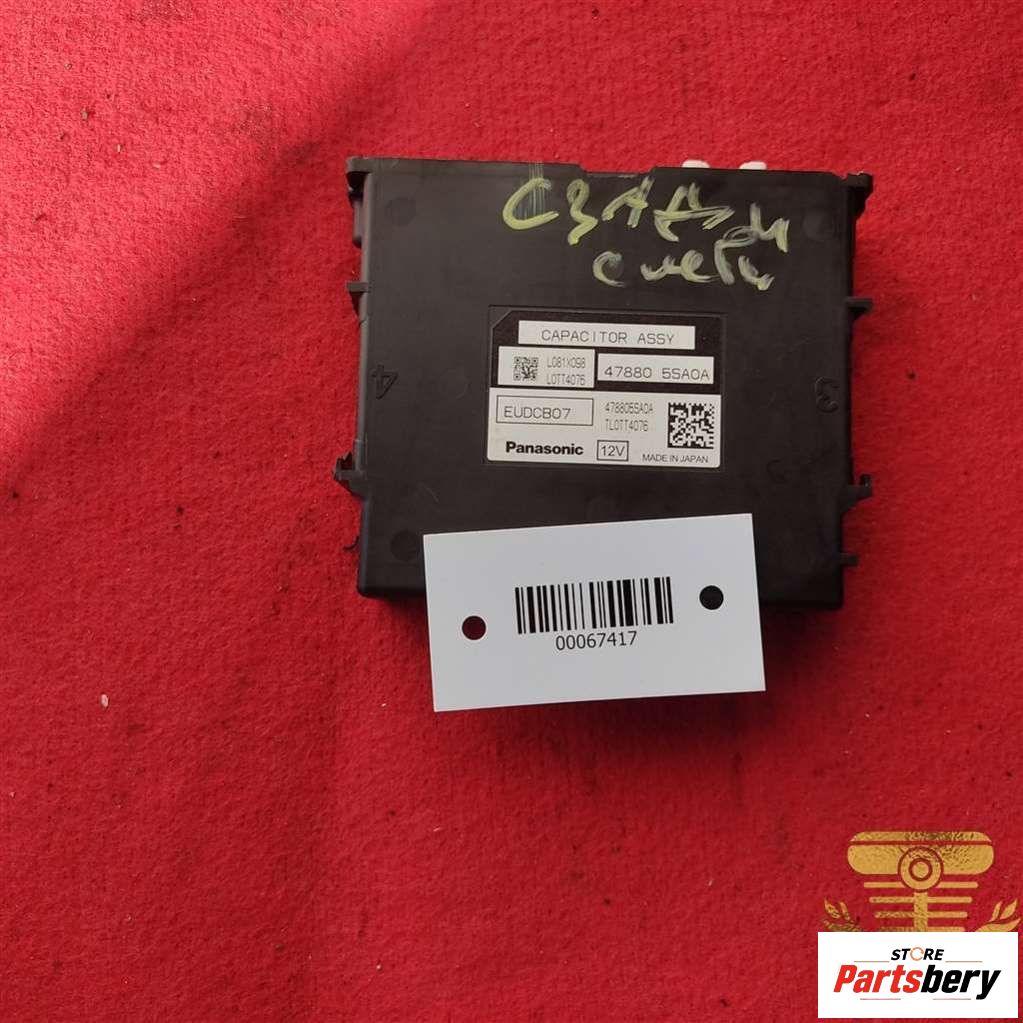 Сзади
слева
CAPACITOR ASSY
L081X098
L0TT4076
47880 5SA0A
EUDCB07
478805SA0A
TL0TT4076
Panasonic
12V
MADE IN JAPAN
4
3
00067417
STORE
Partsbery